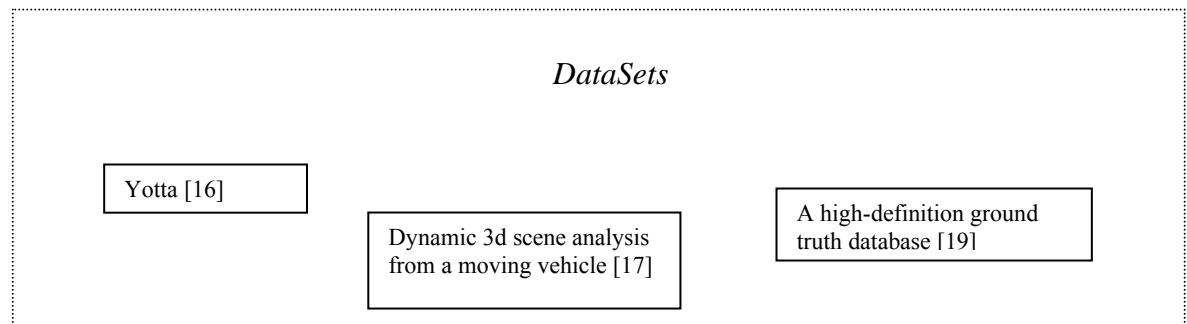 DataSets
Yotta [16]
Dynamic 3d scene analysis
from a moving vehicle [17]
A high-definition ground
truth database [19]